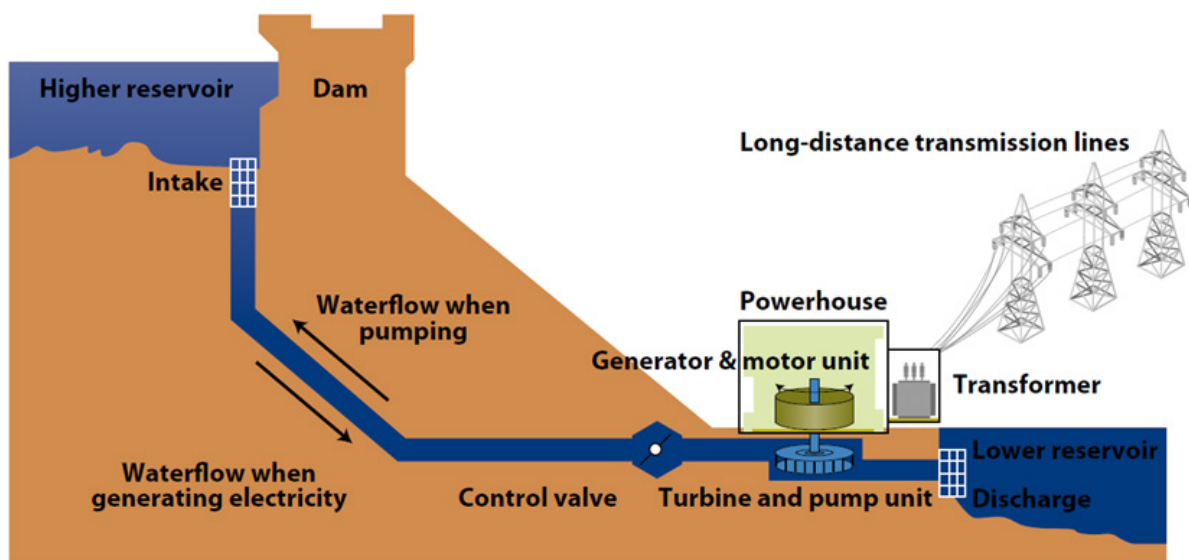 Higher reservoir
Dam
Long-distance transmission lines
Intake
Waterflow when
pumping
Powerhouse
Generator & motor unit
Transformer
Lower reservoir
Waterflow when
generating electricity
Control valve
Turbine and pump unit
Discharge